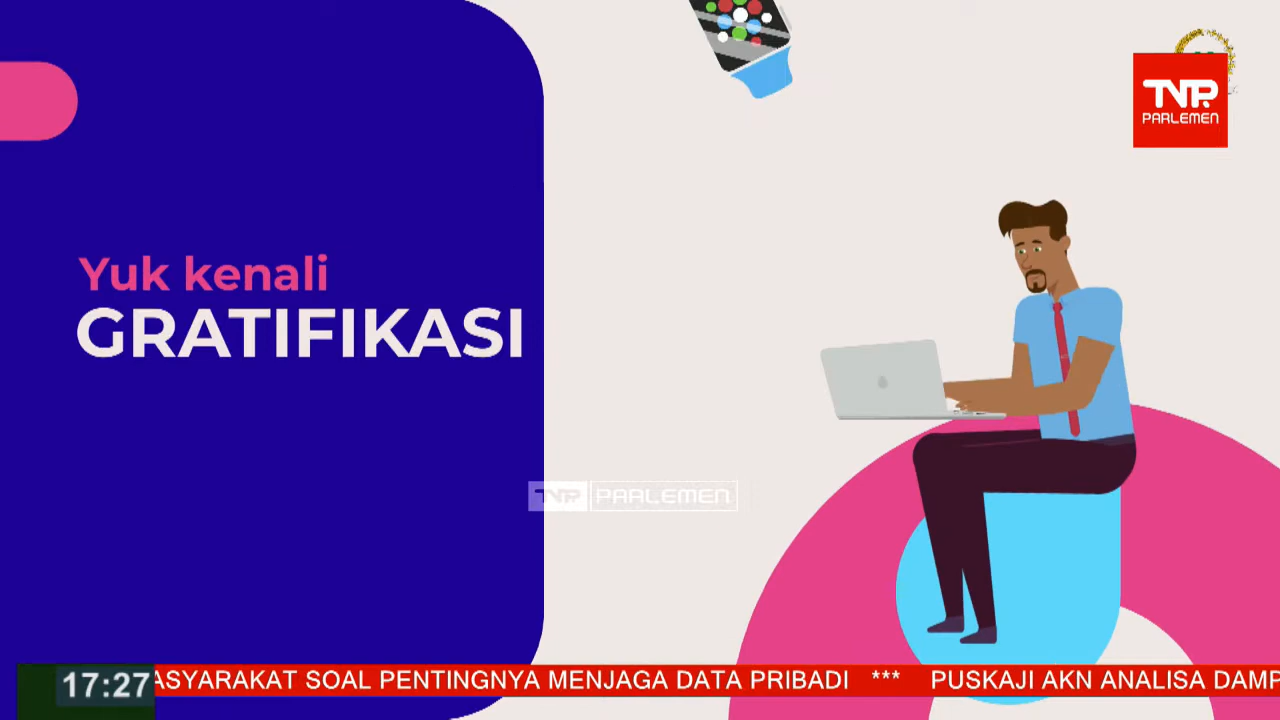 TVR
PARLEMEN
Yuk kenali
GRATIFIKASI
TVR PARLEMEN
17:27
ASYARAKAT SOAL PENTINGNYA MENJAGA DATA PRIBADI *** PUSKAJI AKN ANALISA DAMP